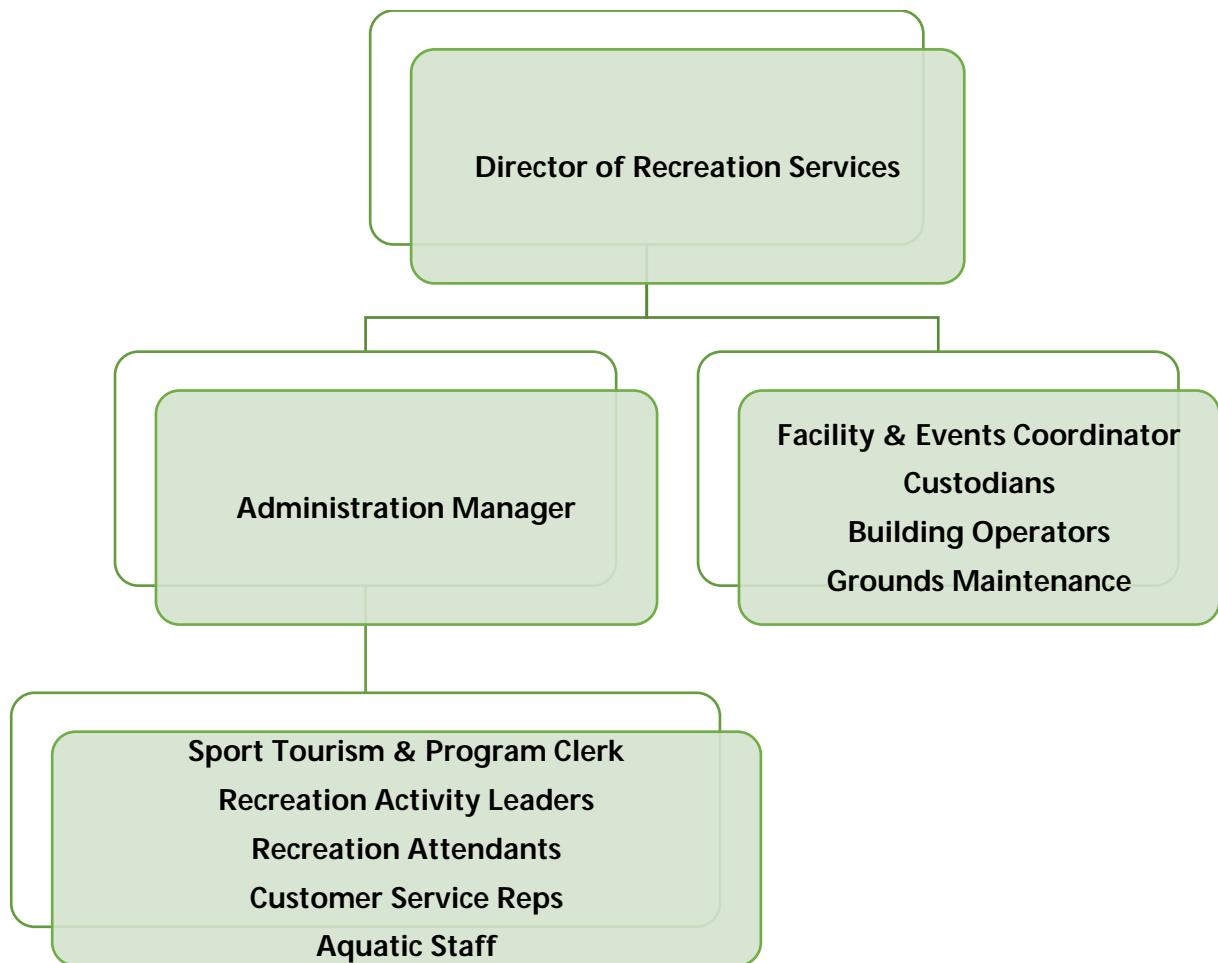 Director of Recreation Services
Administration Manager
Facility & Events Coordinator
Custodians
Building Operators
Grounds Maintenance
Sport Tourism & Program Clerk
Recreation Activity Leaders
Recreation Attendants
Customer Service Reps
Aquatic Staff